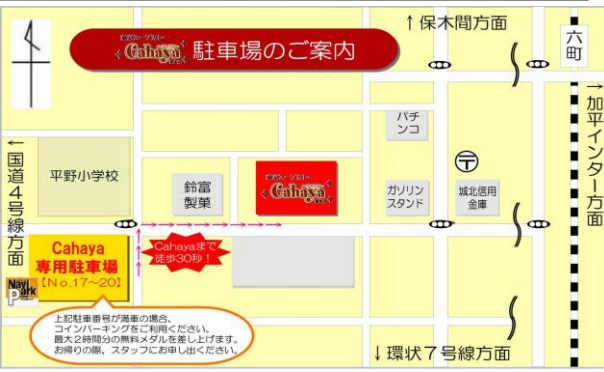 ↑保木間方面
Cahaya 駐車場のご案内
六町
パチ
ンコ
→加平インター方面
←国道4号線方面
平野小学校
鈴富
製菓
Cahaya
ガソリン
スタンド
城北信用
金庫
〒
Cahaya
専用駐車場
【No.17～20】
Cahayaまで
徒歩30秒！
Navi
Park
上記駐車番号が満車の場合、
コインパーキングをご利用ください。
最大2時間分の無料メダルを差し上げます。
お帰りの際、スタッフにお申し出ください。
↓環状7号線方面